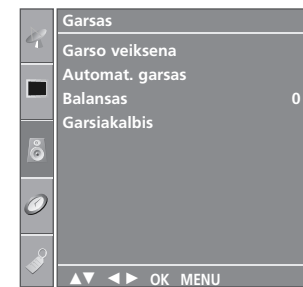 Garsas
Garso veiksena
Automat. garsas
Balansas 0
Garsiakalbis
▲▼ ◄► OK MENU